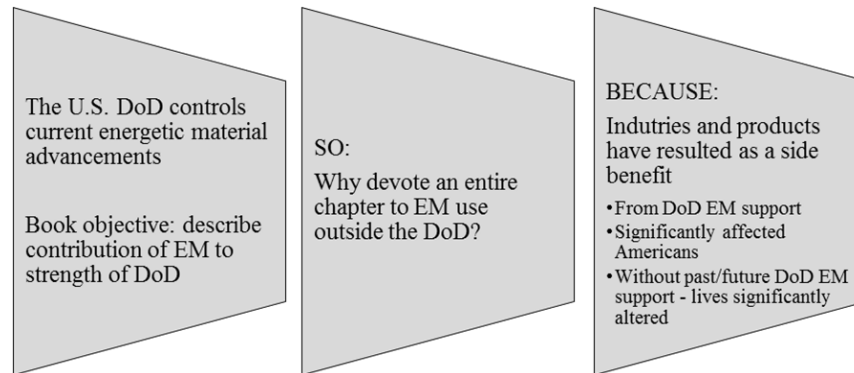 The U.S. DoD controls
current energetic material
advancements
Book objective: describe
contribution of EM to
strength of DoD
SO:
Why devote an entire
chapter to EM use
outside the DoD?
BECAUSE:
Indutries and products
have resulted as a side
benefit
•From DoD EM support
•Significantly affected
Americans
•Without past/future DoD EM
support - lives significantly
altered